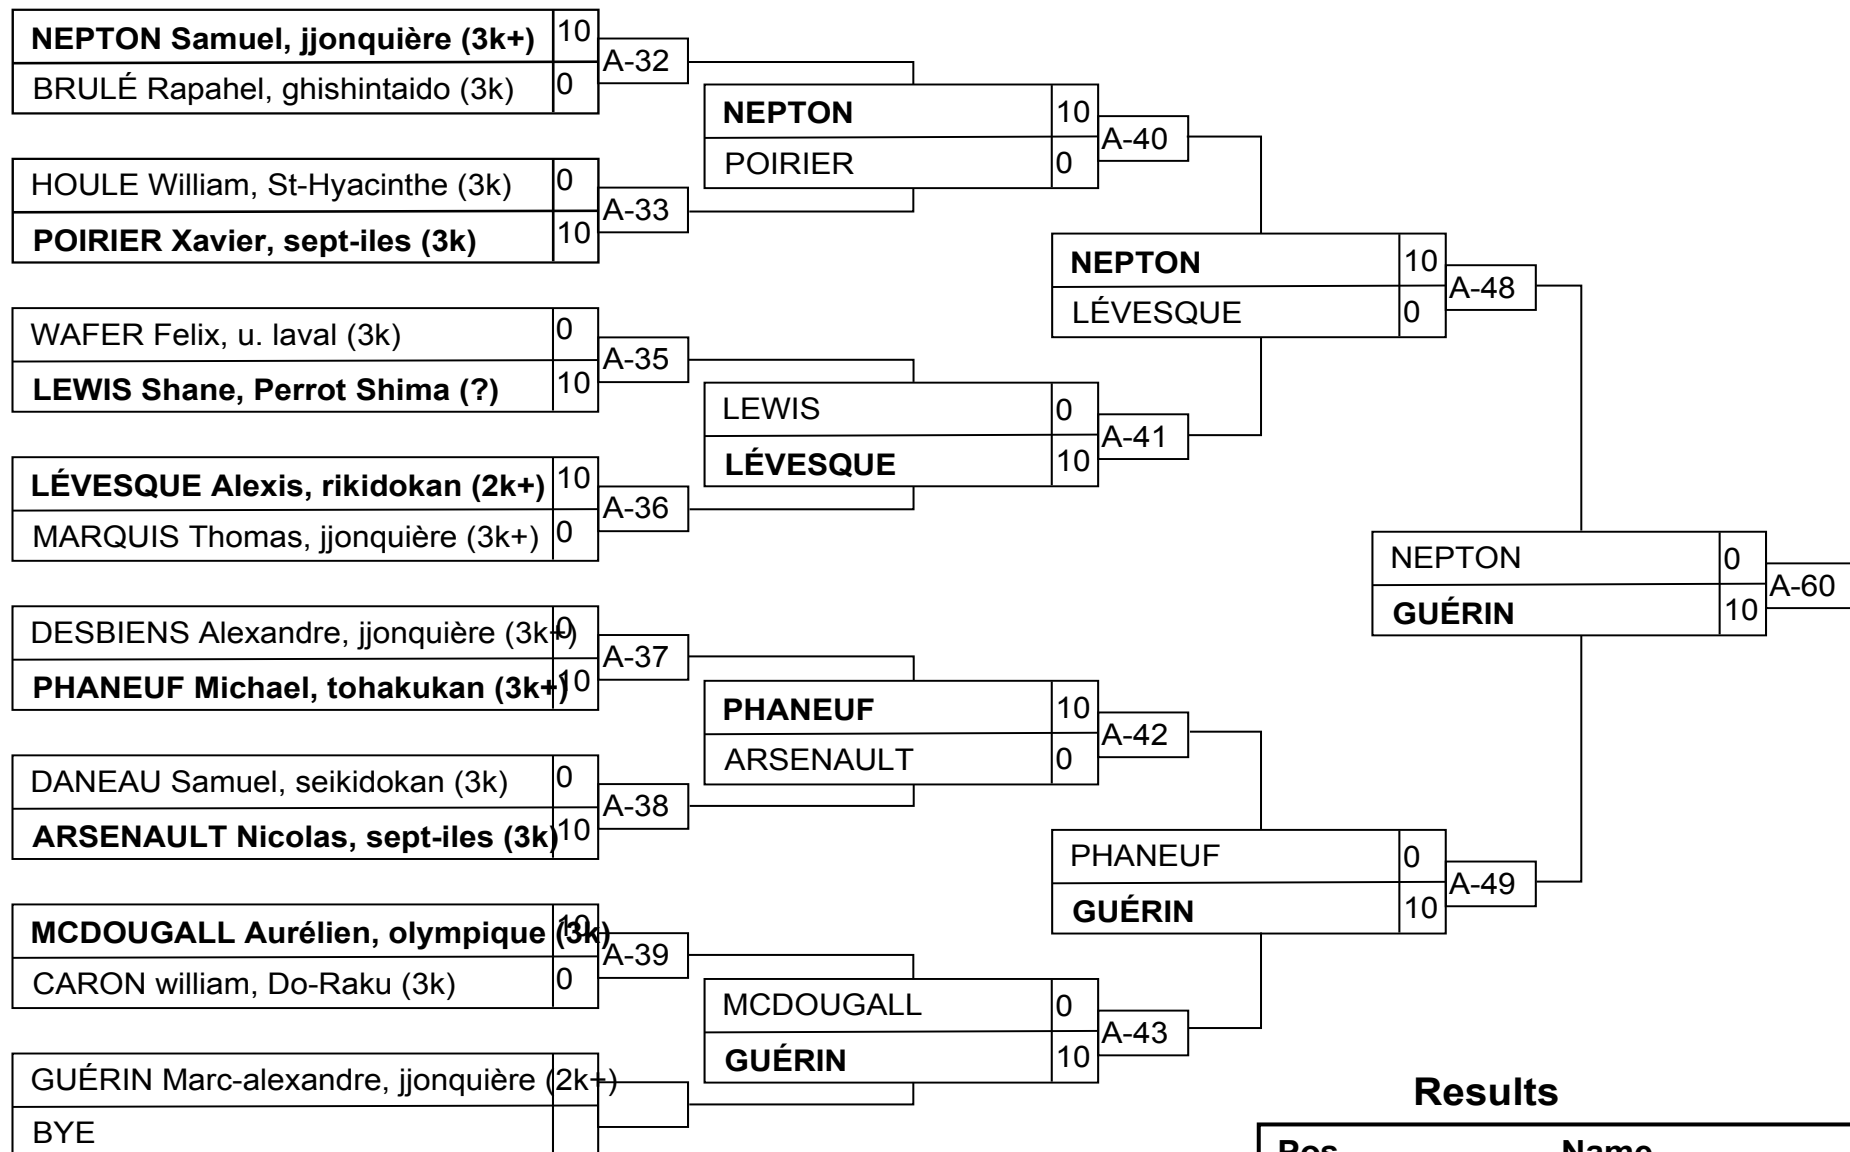 NEPTON Samuel, jjonquière (3k+) 10
A-32
BRULÉ Rapahel, ghishintaido (3k) 0
NEPTON 10
A-40
POIRIER 0
HOULE William, St-Hyacinthe (3k) 0
A-33
POIRIER Xavier, sept-iles (3k) 10
NEPTON 10
A-48
LÉVESQUE 0
WAFER Felix, u. laval (3k) 0
A-35
LEWIS Shane, Perrot Shima (?) 10
LEWIS 0
A-41
LÉVESQUE 10
LÉVESQUE Alexis, rikidokan (2k+) 10
A-36
MARQUIS Thomas, jjonquière (3k+) 0
NEPTON 0
A-60
GUÉRIN 10
DESBIENS Alexandre, jjonquière (3k+) 0
A-37
PHANEUF Michael, tohakukan (3k+) 10
PHANEUF 10
A-42
ARSENAULT 0
DANEAU Samuel, seikidokan (3k) 0
A-38
ARSENAULT Nicolas, sept-iles (3k) 10
PHANEUF 0
A-49
GUÉRIN 10
MCDOUGALL Aurélien, olympique (3k) 10
A-39
CARON william, Do-Raku (3k) 0
MCDOUGALL 0
A-43
GUÉRIN 10
GUÉRIN Marc-alexandre, jjonquière (2k+)
BYE
Results
Pos Name